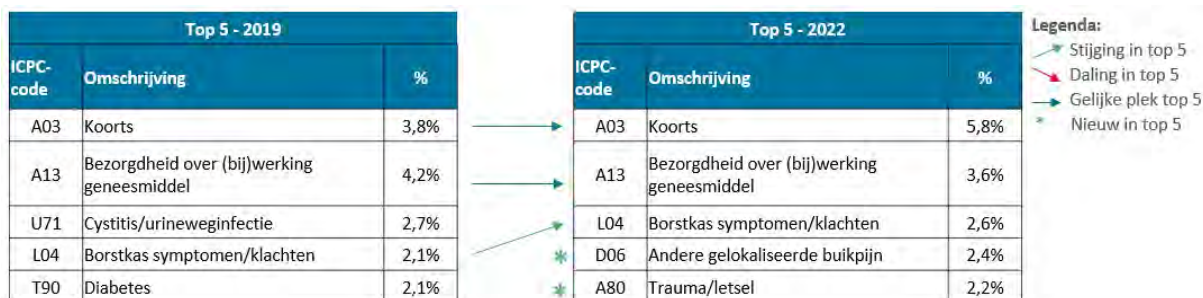 Top 5 - 2019
ICPC-code Omschrijving %
A03 Koorts 3,8%
A13 Bezorgdheid over (bij)werking geneesmiddel 4,2%
U71 Cystitis/urineweginfectie 2,7%
L04 Borstkas symptomen/klachten 2,1%
T90 Diabetes 2,1%
Top 5 - 2022
ICPC-code Omschrijving %
A03 Koorts 5,8%
A13 Bezorgdheid over (bij)werking geneesmiddel 3,6%
L04 Borstkas symptomen/klachten 2,6%
D06 Andere gelokaliseerde buikpijn 2,4%
A80 Trauma/letsel 2,2%
Legenda:
Stijging in top 5
Daling in top 5
Gelijke plek top 5
* Nieuw in top 5